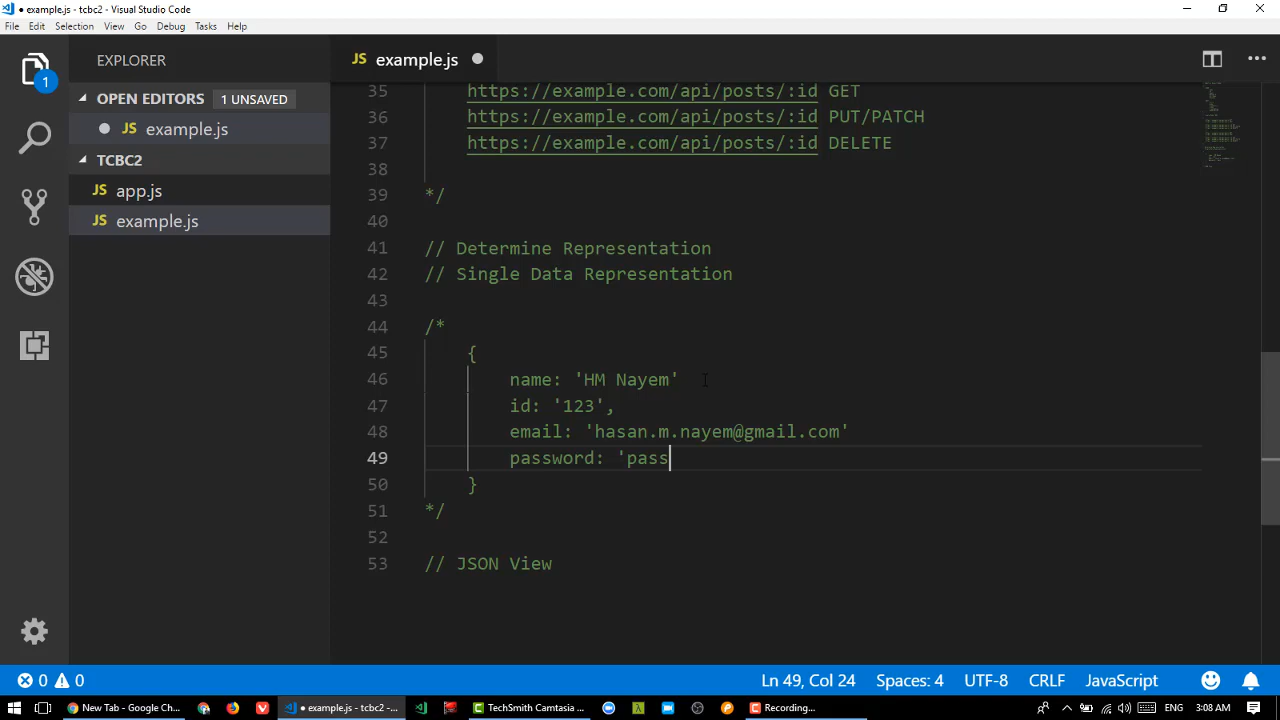 ● example.js - tcbc2 - Visual Studio Code
File Edit Selection View Go Debug Tasks Help
EXPLORER
JS example.js
OPEN EDITORS 1 UNSAVED
JS example.js
TCBC2
JS app.js
JS example.js
1
35 https://example.com/api/posts/:id GET
36 https://example.com/api/posts/:id PUT/PATCH
37 https://example.com/api/posts/:id DELETE
38
39 */
40
41 // Determine Representation
42 // Single Data Representation
43
44 /*
45 {
46 name: 'HM Nayem'
47 id: '123',
48 email: 'hasan.m.nayem@gmail.com'
49 password: 'pass
50 }
51 */
52
53 // JSON View
0 0 Ln 49, Col 24 Spaces: 4 UTF-8 CRLF JavaScript
New Tab - Google Ch... ● example.js - tcbc2 -... TechSmith Camtasia ... Recording... 3:08 AM